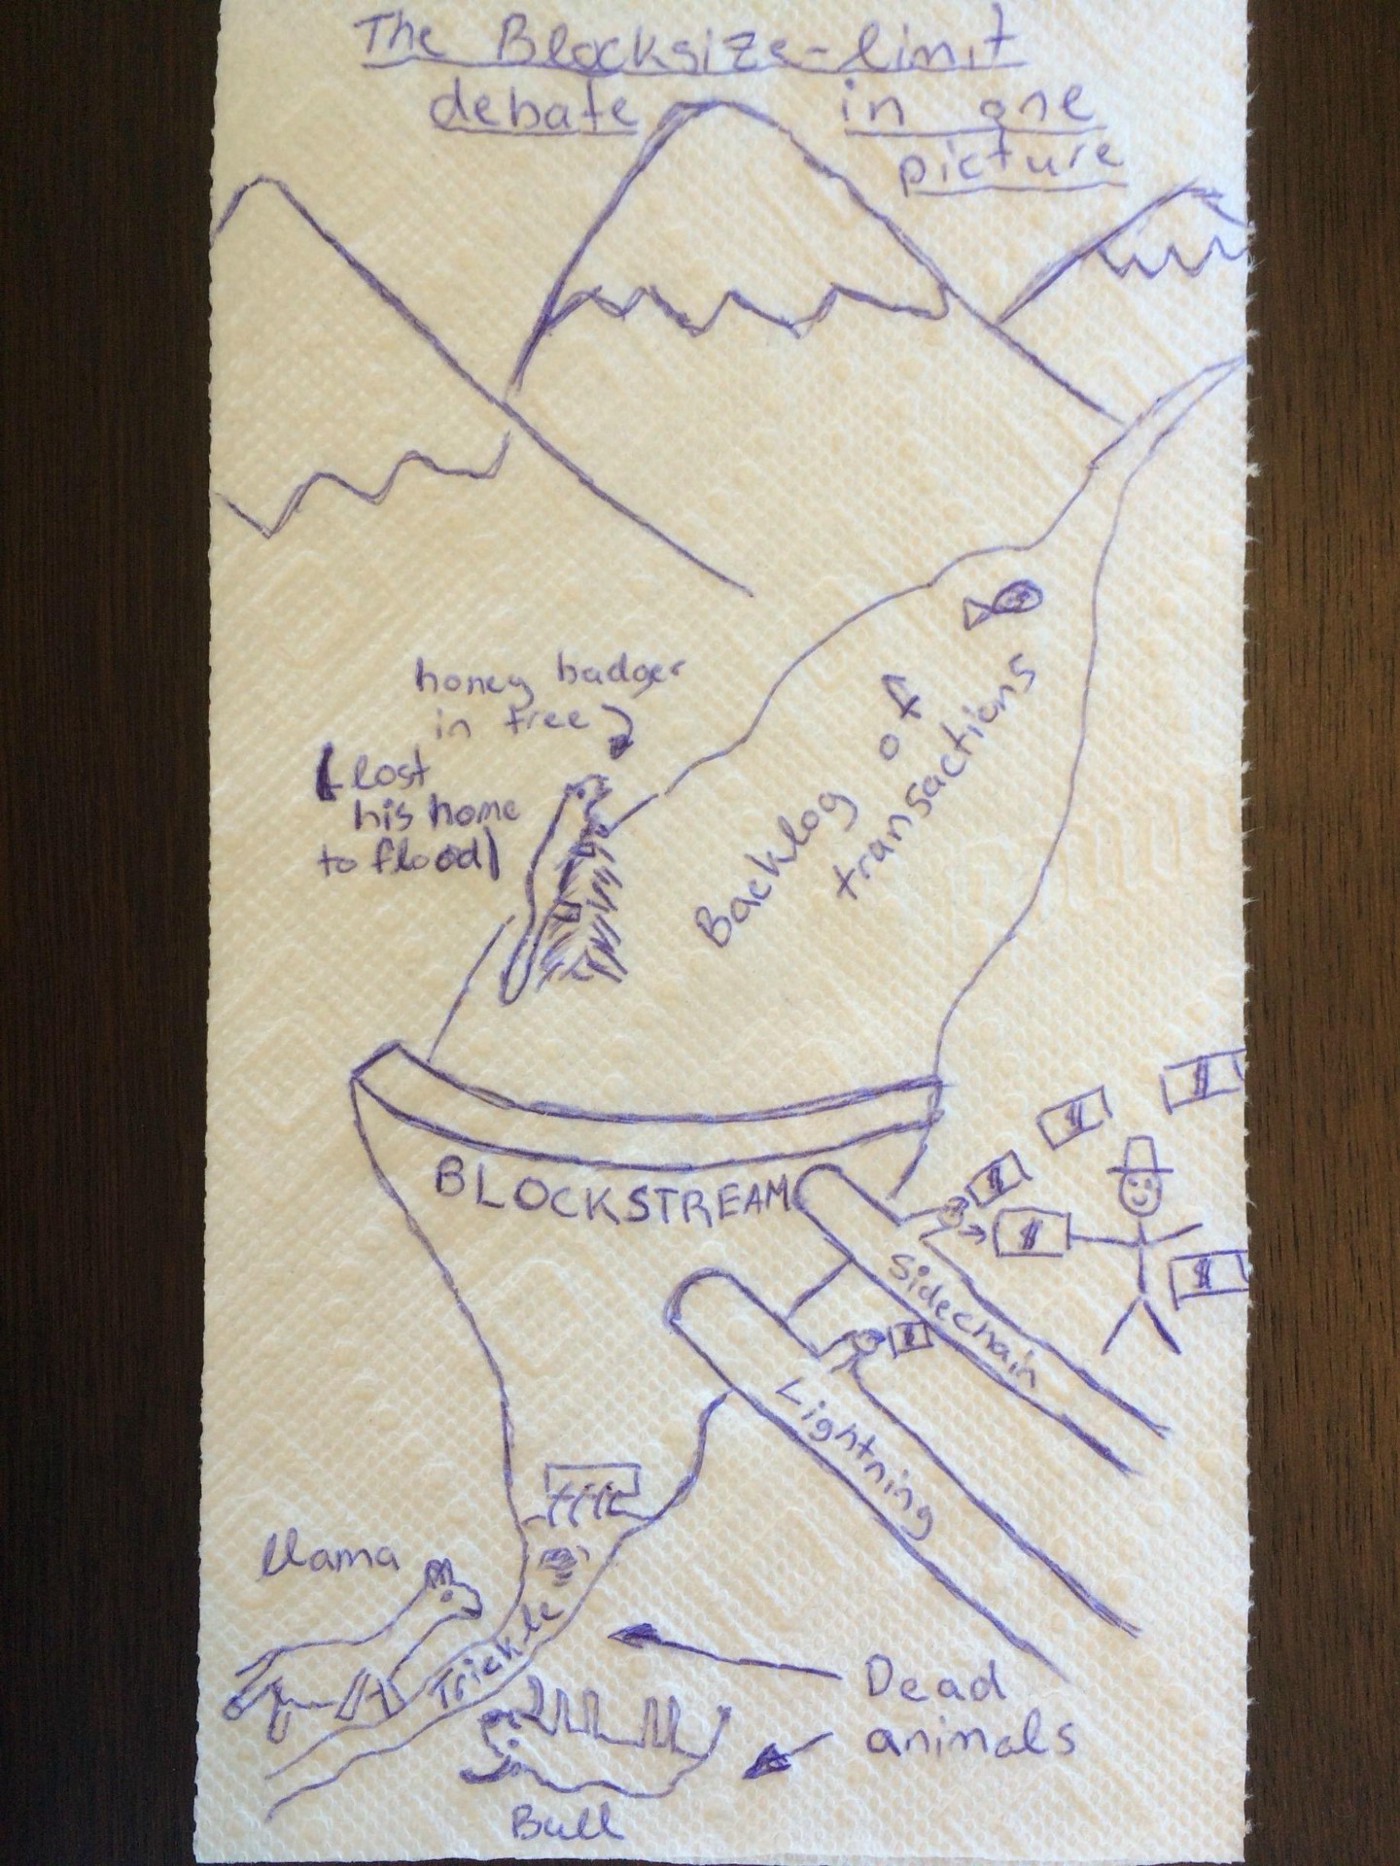 The Blocksize-limit
debate in one
picture
honey badger
in tree
(lost
his home
to flood)
Backlog of
transactions
BLOCKSTREAM
$
$
$
$
$
Sidechain
$
Lightning
llama
Trickle
Dead
animals
Bull